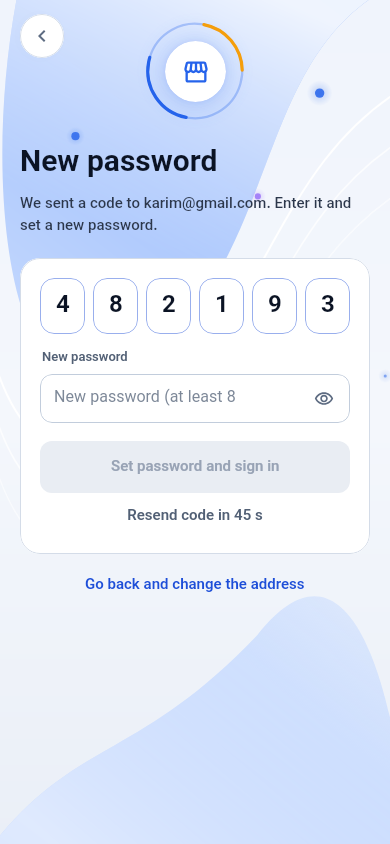 New password
We sent a code to karim@gmail.com. Enter it and
set a new password.
4 8 2 1 9 3
New password
New password (at least 8
Set password and sign in
Resend code in 45 s
Go back and change the address